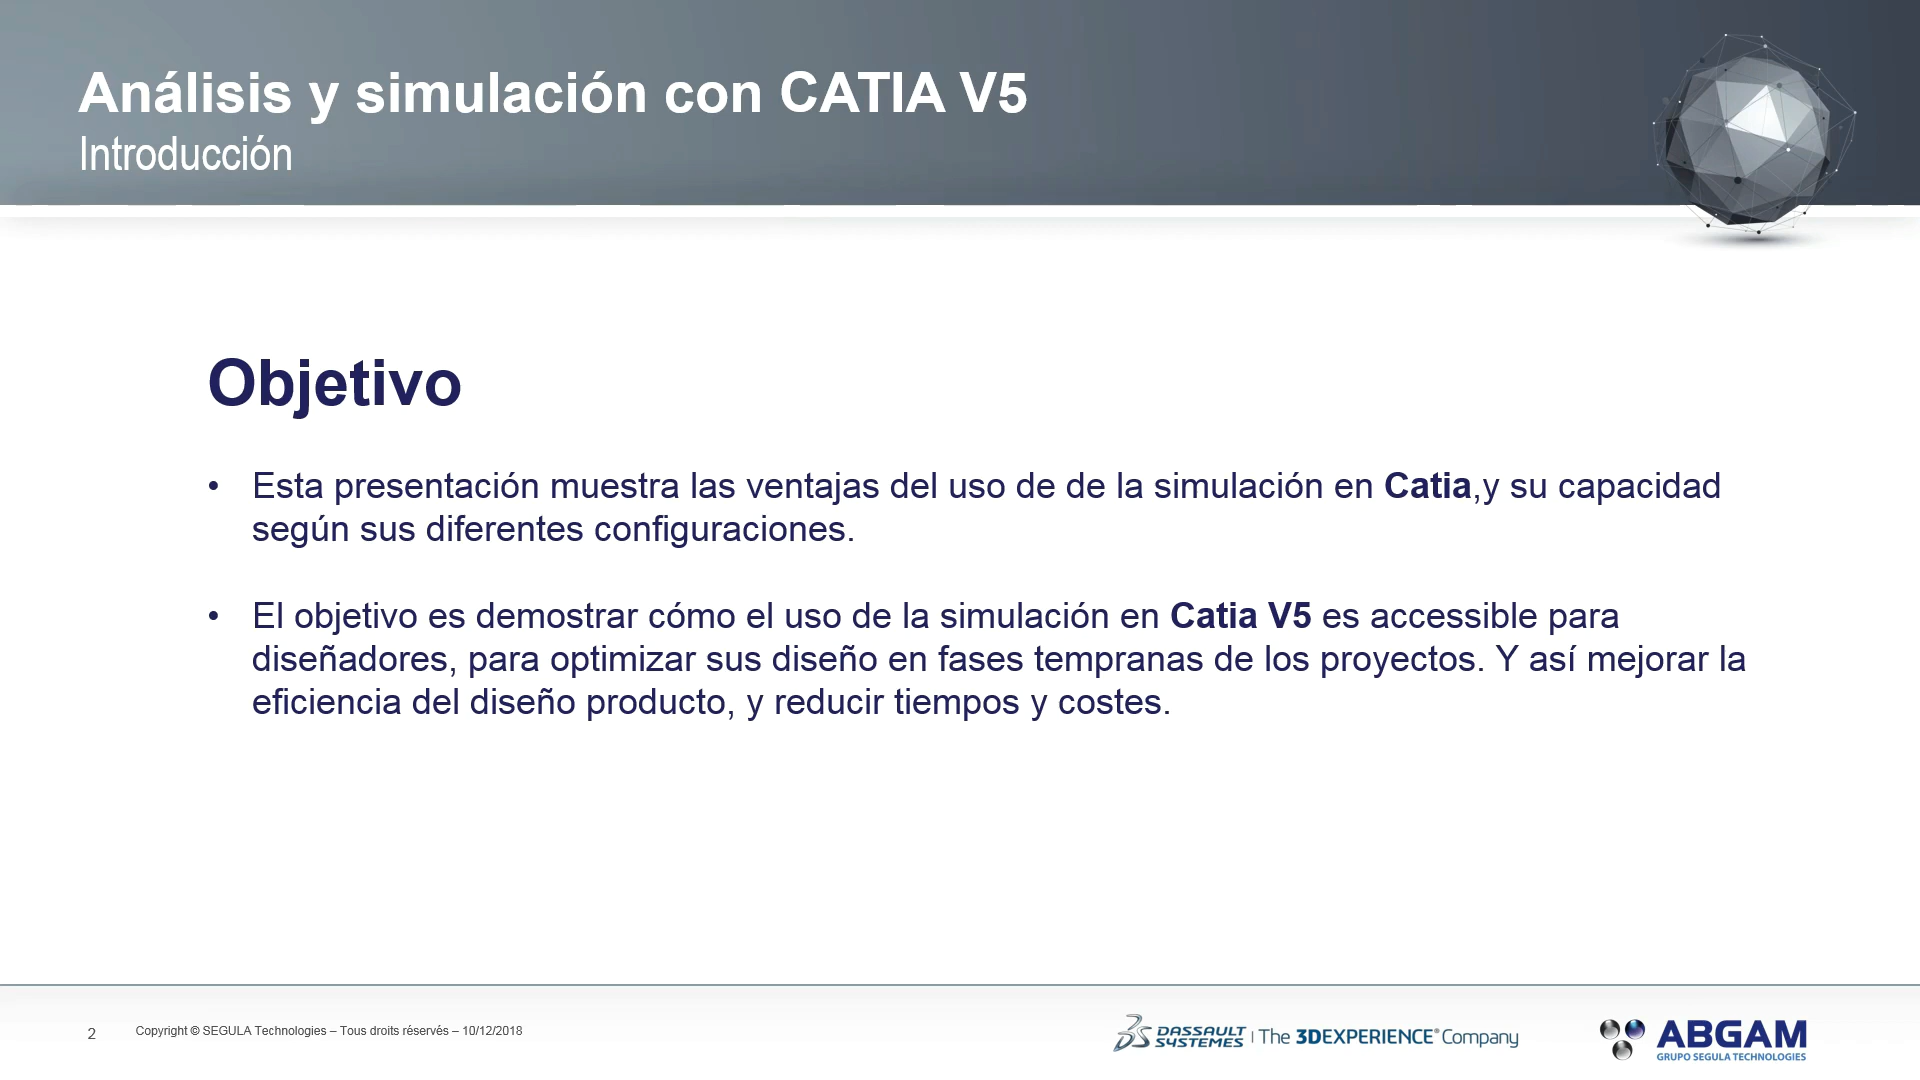 Análisis y simulación con CATIA V5
Introducción
Objetivo
• Esta presentación muestra las ventajas del uso de de la simulación en Catia,y su capacidad
según sus diferentes configuraciones.
• El objetivo es demostrar cómo el uso de la simulación en Catia V5 es accessible para
diseñadores, para optimizar sus diseño en fases tempranas de los proyectos. Y así mejorar la
eficiencia del diseño producto, y reducir tiempos y costes.
2 Copyright © SEGULA Technologies – Tous droits réservés – 10/12/2018
DASSAULT SYSTEMES | The 3DEXPERIENCE® Company
ABGAM
GRUPO SEGULA TECHNOLOGIES